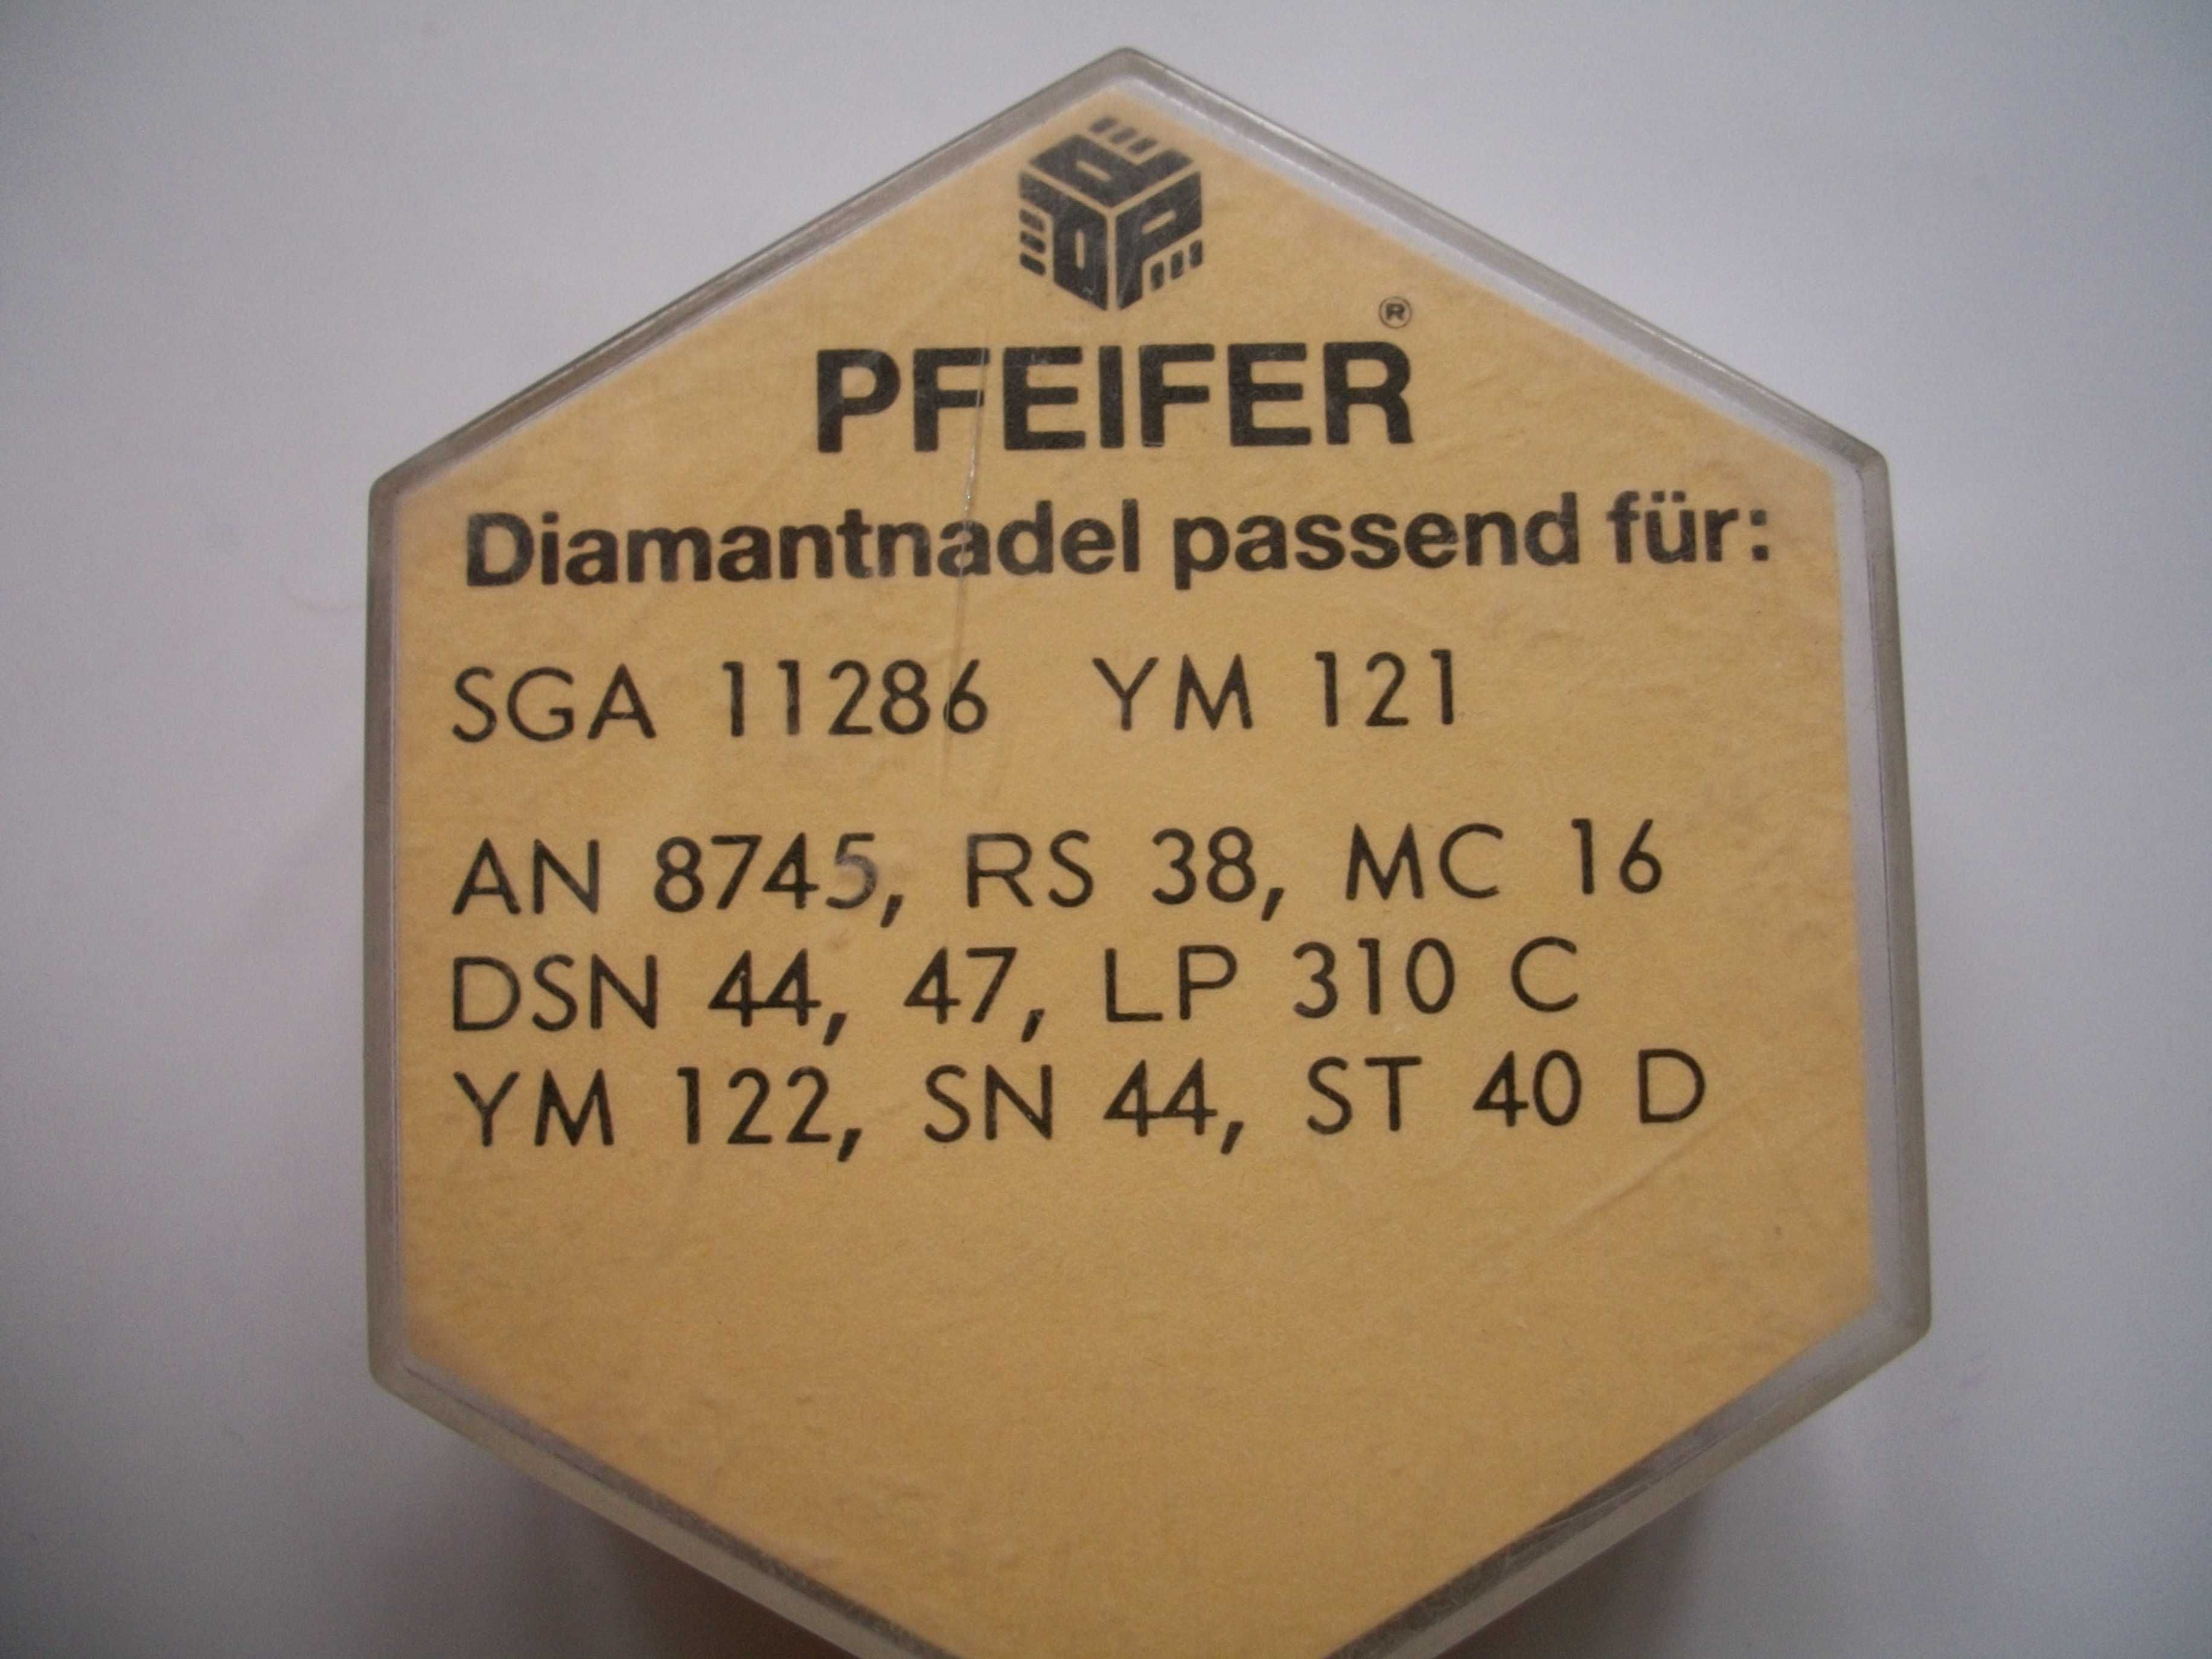 ®
PFEIFER
Diamantnadel passend für:
SGA 11286 YM 121
AN 8745, RS 38, MC 16
DSN 44, 47, LP 310 C
YM 122, SN 44, ST 40 D